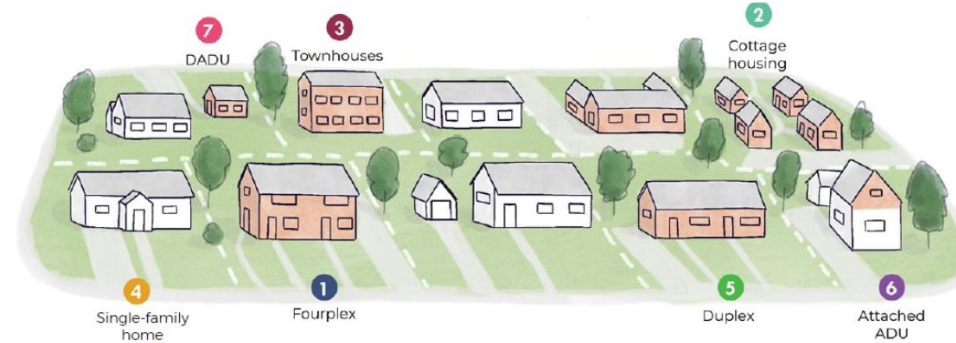 7
DADU
3
Townhouses
2
Cottage
housing
4
Single-family
home
1
Fourplex
5
Duplex
6
Attached
ADU